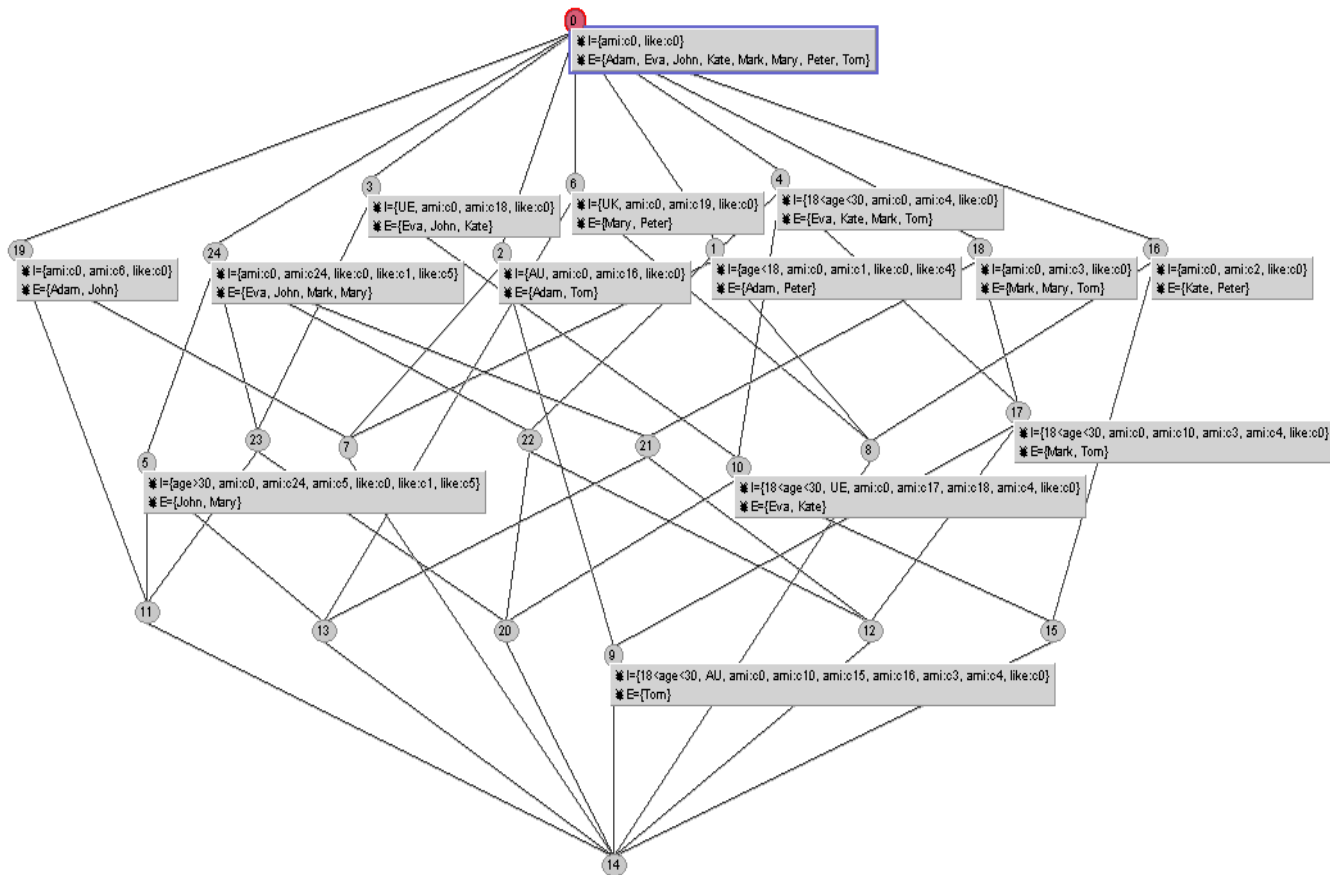 0
I={ami:c0, like:c0}
E={Adam, Eva, John, Kate, Mark, Mary, Peter, Tom}
3
I={UE, ami:c0, ami:c18, like:c0}
E={Eva, John, Kate}
6
I={UK, ami:c0, ami:c19, like:c0}
E={Mary, Peter}
4
I={18<age<30, ami:c0, ami:c4, like:c0}
E={Eva, Kate, Mark, Tom}
19
I={ami:c0, ami:c6, like:c0}
E={Adam, John}
24
I={ami:c0, ami:c24, like:c0, like:c1, like:c5}
E={Eva, John, Mark, Mary}
2
I={AU, ami:c0, ami:c16, like:c0}
E={Adam, Tom}
1
I={age<18, ami:c0, ami:c1, like:c0, like:c4}
E={Adam, Peter}
18
I={ami:c0, ami:c3, like:c0}
E={Mark, Mary, Tom}
16
I={ami:c0, ami:c2, like:c0}
E={Kate, Peter}
17
I={18<age<30, ami:c0, ami:c10, ami:c3, ami:c4, like:c0}
E={Mark, Tom}
23
7
22
21
8
5
I={age>30, ami:c0, ami:c24, ami:c5, like:c0, like:c1, like:c5}
E={John, Mary}
10
I={18<age<30, UE, ami:c0, ami:c17, ami:c18, ami:c4, like:c0}
E={Eva, Kate}
11
13
20
12
15
9
I={18<age<30, AU, ami:c0, ami:c10, ami:c15, ami:c16, ami:c3, ami:c4, like:c0}
E={Tom}
14